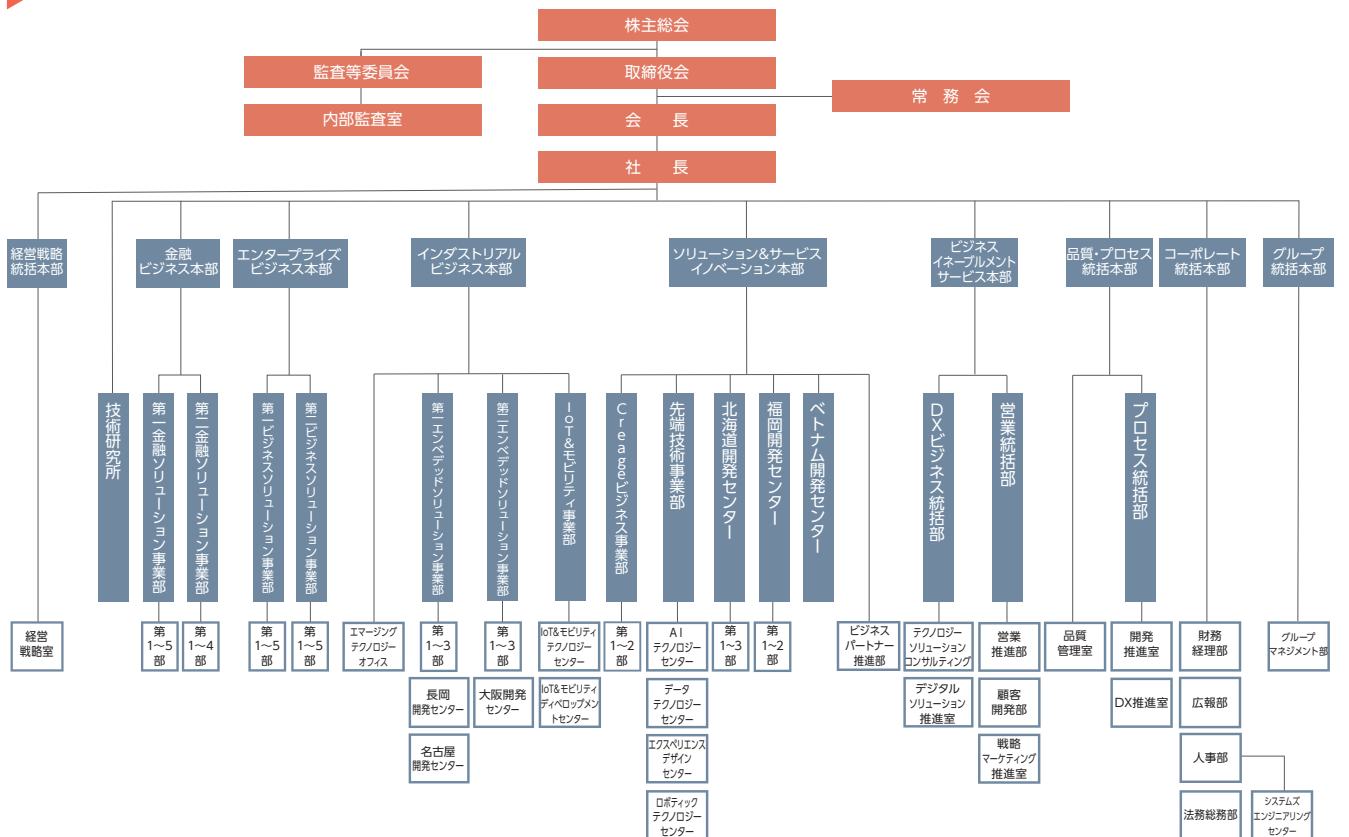 株主総会
監査等委員会
取締役会
常　務　会
内部監査室
会　　長
社　　長
経営戦略
統括本部
金融
ビジネス本部
エンタープライズ
ビジネス本部
インダストリアル
ビジネス本部
ソリューション&サービス
イノベーション本部
ビジネス
イネーブルメント
サービス本部
品質・プロセス
統括本部
コーポレート
統括本部
グループ
統括本部
技術研究所
第一金融ソリューション事業部
第二金融ソリューション事業部
第一ビジネスソリューション事業部
第二ビジネスソリューション事業部
第一エンベデッドソリューション事業部
第二エンベデッドソリューション事業部
IoT&モビリティ事業部
Creageビジネス事業部
先端技術事業部
北海道開発センター
福岡開発センター
ベトナム開発センター
DXビジネス統括部
営業統括部
プロセス統括部
経営
戦略室
第
1〜5
部
第
1〜4
部
第
1〜5
部
第
1〜5
部
エマージング
テクノロジー
オフィス
第
1〜3
部
第
1〜3
部
IoT&モビリティ
テクノロジー
センター
第
1〜2
部
AI
テクノロジー
センター
第
1〜3
部
第
1〜2
部
ビジネス
パートナー
推進部
テクノロジー
ソリューション
コンサルティング
営業
推進部
品質
管理室
開発
推進室
財務
経理部
グループ
マネジメント部
長岡
開発センター
大阪開発
センター
IoT&モビリティ
ディベロップメン
トセンター
データ
テクノロジー
センター
デジタル
ソリューション
推進室
顧客
開発部
DX推進室
広報部
名古屋
開発センター
エクスペリエンス
デザイン
センター
戦略
マーケティング
推進室
人事部
ロボティック
テクノロジー
センター
法務総務部
システムズ
エンジニアリング
センター